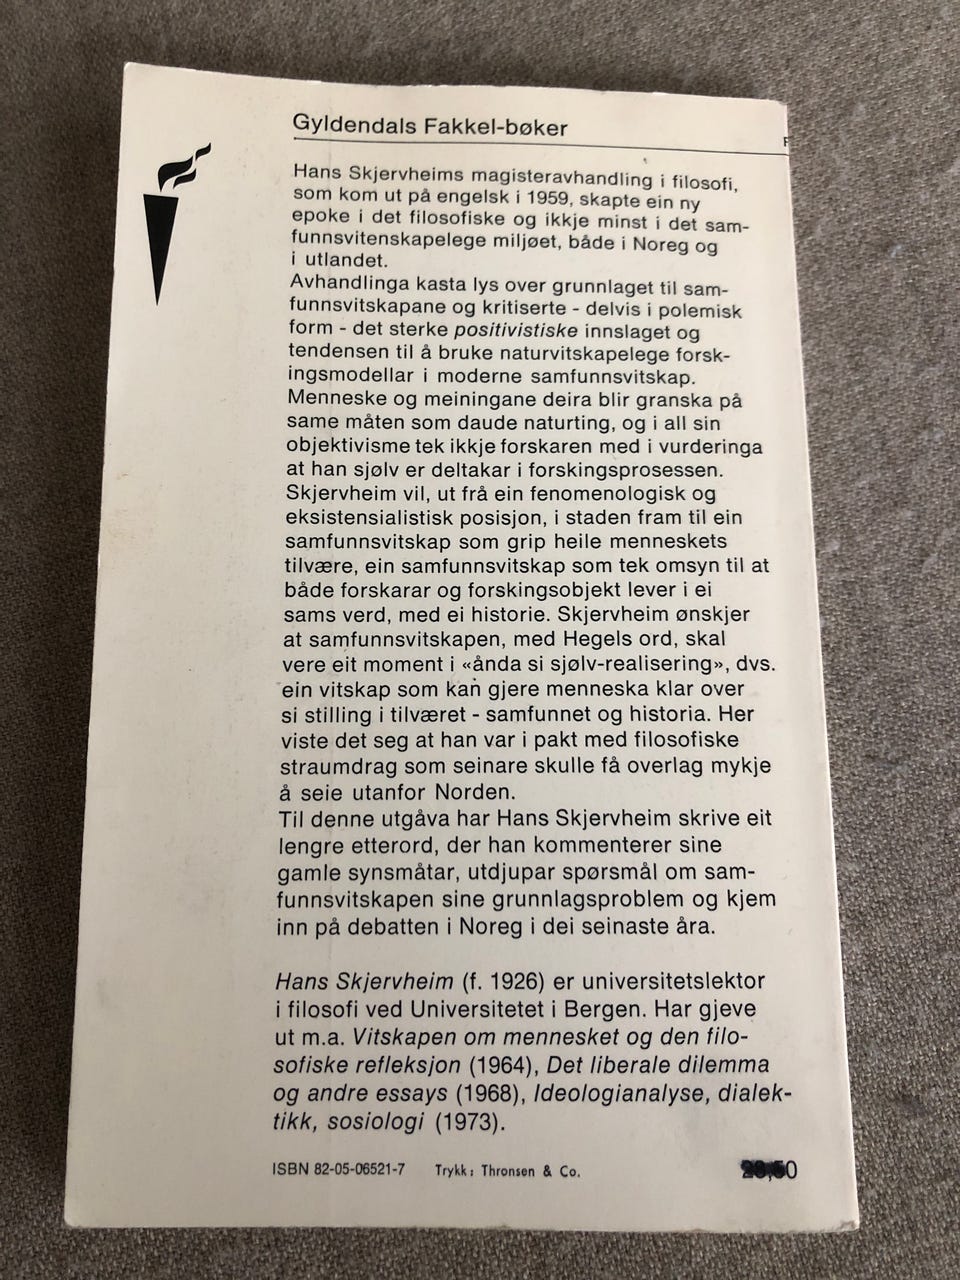 Gyldendals Fakkel-bøker
Hans Skjervheims magisteravhandling i filosofi,
som kom ut på engelsk i 1959, skapte ein ny
epoke i det filosofiske og ikkje minst i det sam-
funnsvitenskapelege miljøet, både i Noreg og
i utlandet.
Avhandlinga kasta lys over grunnlaget til sam-
funnsvitskapane og kritiserte - delvis i polemisk
form - det sterke positivistiske innslaget og
tendensen til å bruke naturvitskapelege forsk-
ingsmodellar i moderne samfunnsvitskap.
Menneske og meiningane deira blir granska på
same måten som daude naturting, og i all sin
objektivisme tek ikkje forskaren med i vurderinga
at han sjølv er deltakar i forskingsprosessen.
Skjervheim vil, ut frå ein fenomenologisk og
eksistensialistisk posisjon, i staden fram til ein
samfunnsvitskap som grip heile menneskets
tilvære, ein samfunnsvitskap som tek omsyn til at
både forskarar og forskingsobjekt lever i ei
sams verd, med ei historie. Skjervheim ønskjer
at samfunnsvitskapen, med Hegels ord, skal
vere eit moment i «ånda si sjølv-realisering», dvs.
ein vitskap som kan gjere menneska klar over
si stilling i tilværet - samfunnet og historia. Her
viste det seg at han var i pakt med filosofiske
straumdrag som seinare skulle få overlag mykje
å seie utanfor Norden.
Til denne utgåva har Hans Skjervheim skrive eit
lengre etterord, der han kommenterer sine
gamle synsmåtar, utdjupar spørsmål om sam-
funnsvitskapen sine grunnlagsproblem og kjem
inn på debatten i Noreg i dei seinaste åra.
Hans Skjervheim (f. 1926) er universitetslektor
i filosofi ved Universitetet i Bergen. Har gjeve
ut m.a. Vitskapen om mennesket og den filo-
sofiske refleksjon (1964), Det liberale dilemma
og andre essays (1968), Ideologianalyse, dialek-
tikk, sosiologi (1973).
ISBN 82-05-06521-7 Trykk: Thronsen & Co.